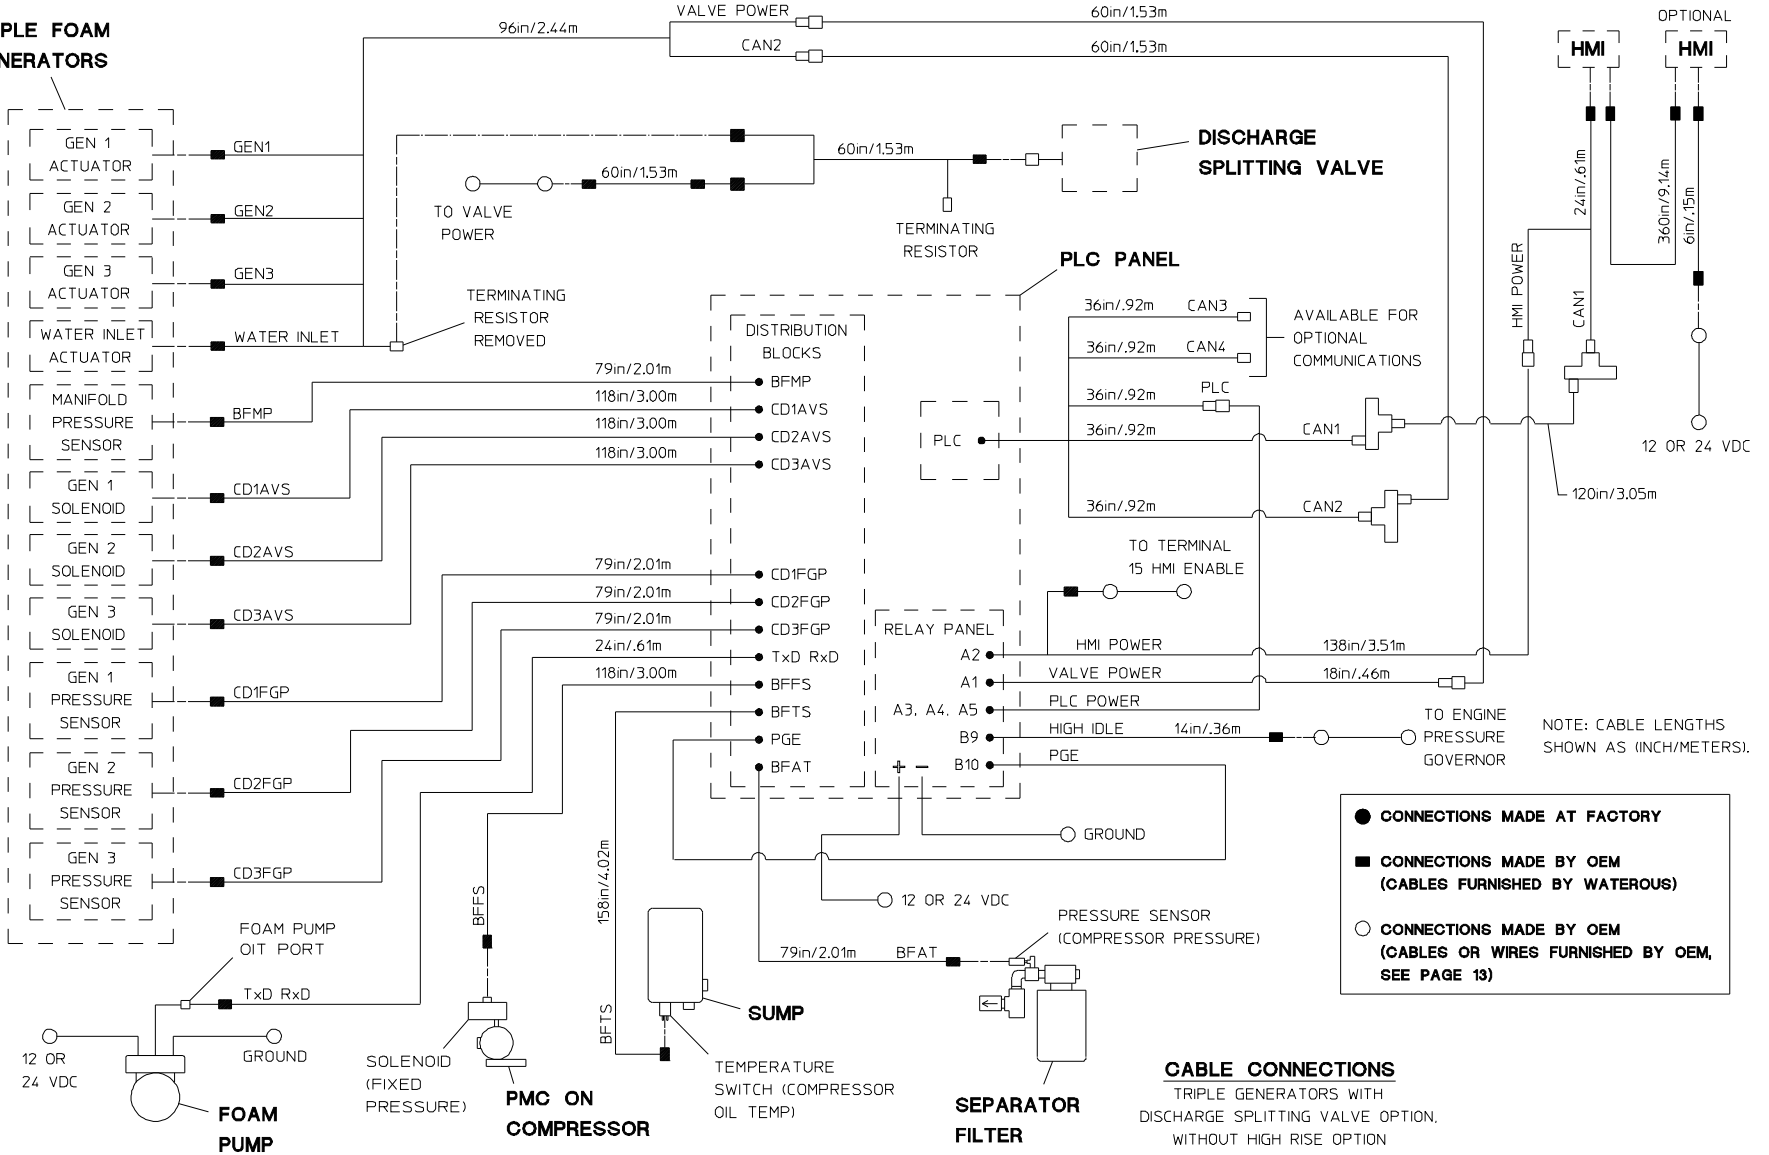 PLE FOAM
NERATORS
GEN 1
ACTUATOR
GEN 2
ACTUATOR
GEN 3
ACTUATOR
WATER INLET
ACTUATOR
MANIFOLD
PRESSURE
SENSOR
GEN 1
SOLENOID
GEN 2
SOLENOID
GEN 3
SOLENOID
GEN 1
PRESSURE
SENSOR
GEN 2
PRESSURE
SENSOR
GEN 3
PRESSURE
SENSOR
GEN1
GEN2
GEN3
WATER INLET
BFMP
CD1AVS
CD2AVS
CD3AVS
CD1FGP
CD2FGP
CD3FGP
96in/2.44m
VALVE POWER
60in/1.53m
CAN2
60in/1.53m
60in/1.53m
TO VALVE
POWER
60in/1.53m
TERMINATING
RESISTOR
DISCHARGE
SPLITTING VALVE
TERMINATING
RESISTOR
REMOVED
OPTIONAL
HMI
HMI
24in/.61m
360in/9.14m
6in/.15m
HMI POWER
CAN1
12 OR 24 VDC
120in/3.05m
PLC PANEL
DISTRIBUTION
BLOCKS
BFMP
CD1AVS
CD2AVS
CD3AVS
CD1FGP
CD2FGP
CD3FGP
TxD RxD
BFFS
BFTS
PGE
BFAT
79in/2.01m
118in/3.00m
118in/3.00m
118in/3.00m
79in/2.01m
79in/2.01m
79in/2.01m
24in/.61m
118in/3.00m
PLC
36in/.92m
CAN3
36in/.92m
CAN4
AVAILABLE FOR
OPTIONAL
COMMUNICATIONS
36in/.92m
PLC
36in/.92m
CAN1
36in/.92m
CAN2
TO TERMINAL
15 HMI ENABLE
RELAY PANEL
A2
A1
A3, A4, A5
B9
B10
+ −
HMI POWER
138in/3.51m
VALVE POWER
18in/.46m
PLC POWER
HIGH IDLE
14in/.36m
PGE
TO ENGINE
PRESSURE
GOVERNOR
NOTE: CABLE LENGTHS
SHOWN AS (INCH/METERS).
GROUND
12 OR 24 VDC
CONNECTIONS MADE AT FACTORY
CONNECTIONS MADE BY OEM
(CABLES FURNISHED BY WATEROUS)
CONNECTIONS MADE BY OEM
(CABLES OR WIRES FURNISHED BY OEM,
SEE PAGE 13)
FOAM PUMP
OIT PORT
TxD RxD
12 OR
24 VDC
GROUND
FOAM
PUMP
BFFS
SOLENOID
(FIXED
PRESSURE)
PMC ON
COMPRESSOR
158in/4.02m
BFTS
SUMP
TEMPERATURE
SWITCH (COMPRESSOR
OIL TEMP)
79in/2.01m
BFAT
PRESSURE SENSOR
(COMPRESSOR PRESSURE)
SEPARATOR
FILTER
CABLE CONNECTIONS
TRIPLE GENERATORS WITH
DISCHARGE SPLITTING VALVE OPTION,
WITHOUT HIGH RISE OPTION